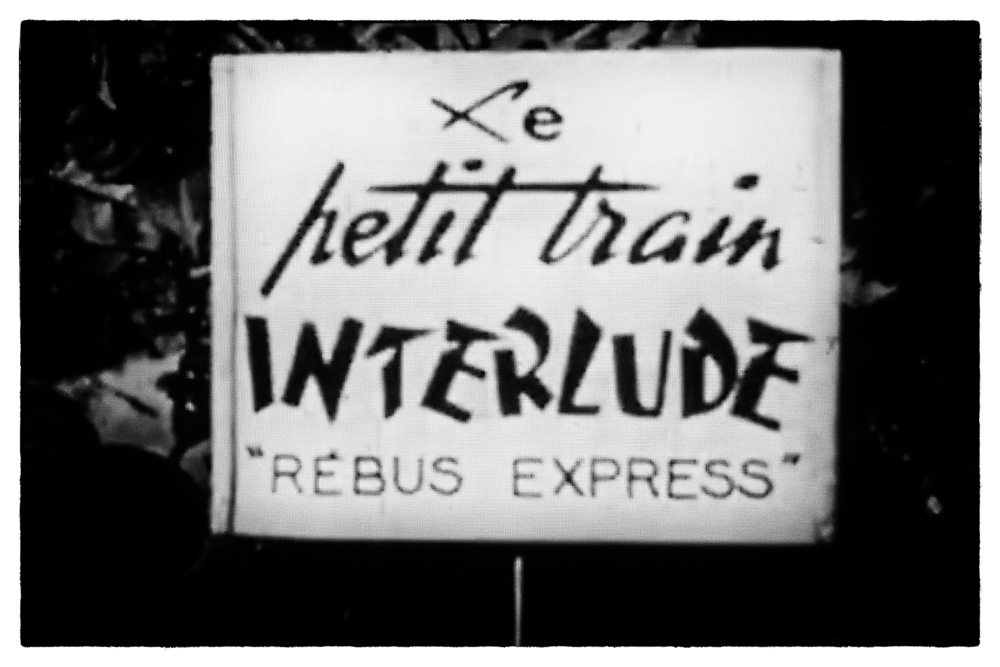 Le
petit train
INTERLUDE
"RÉBUS EXPRESS"